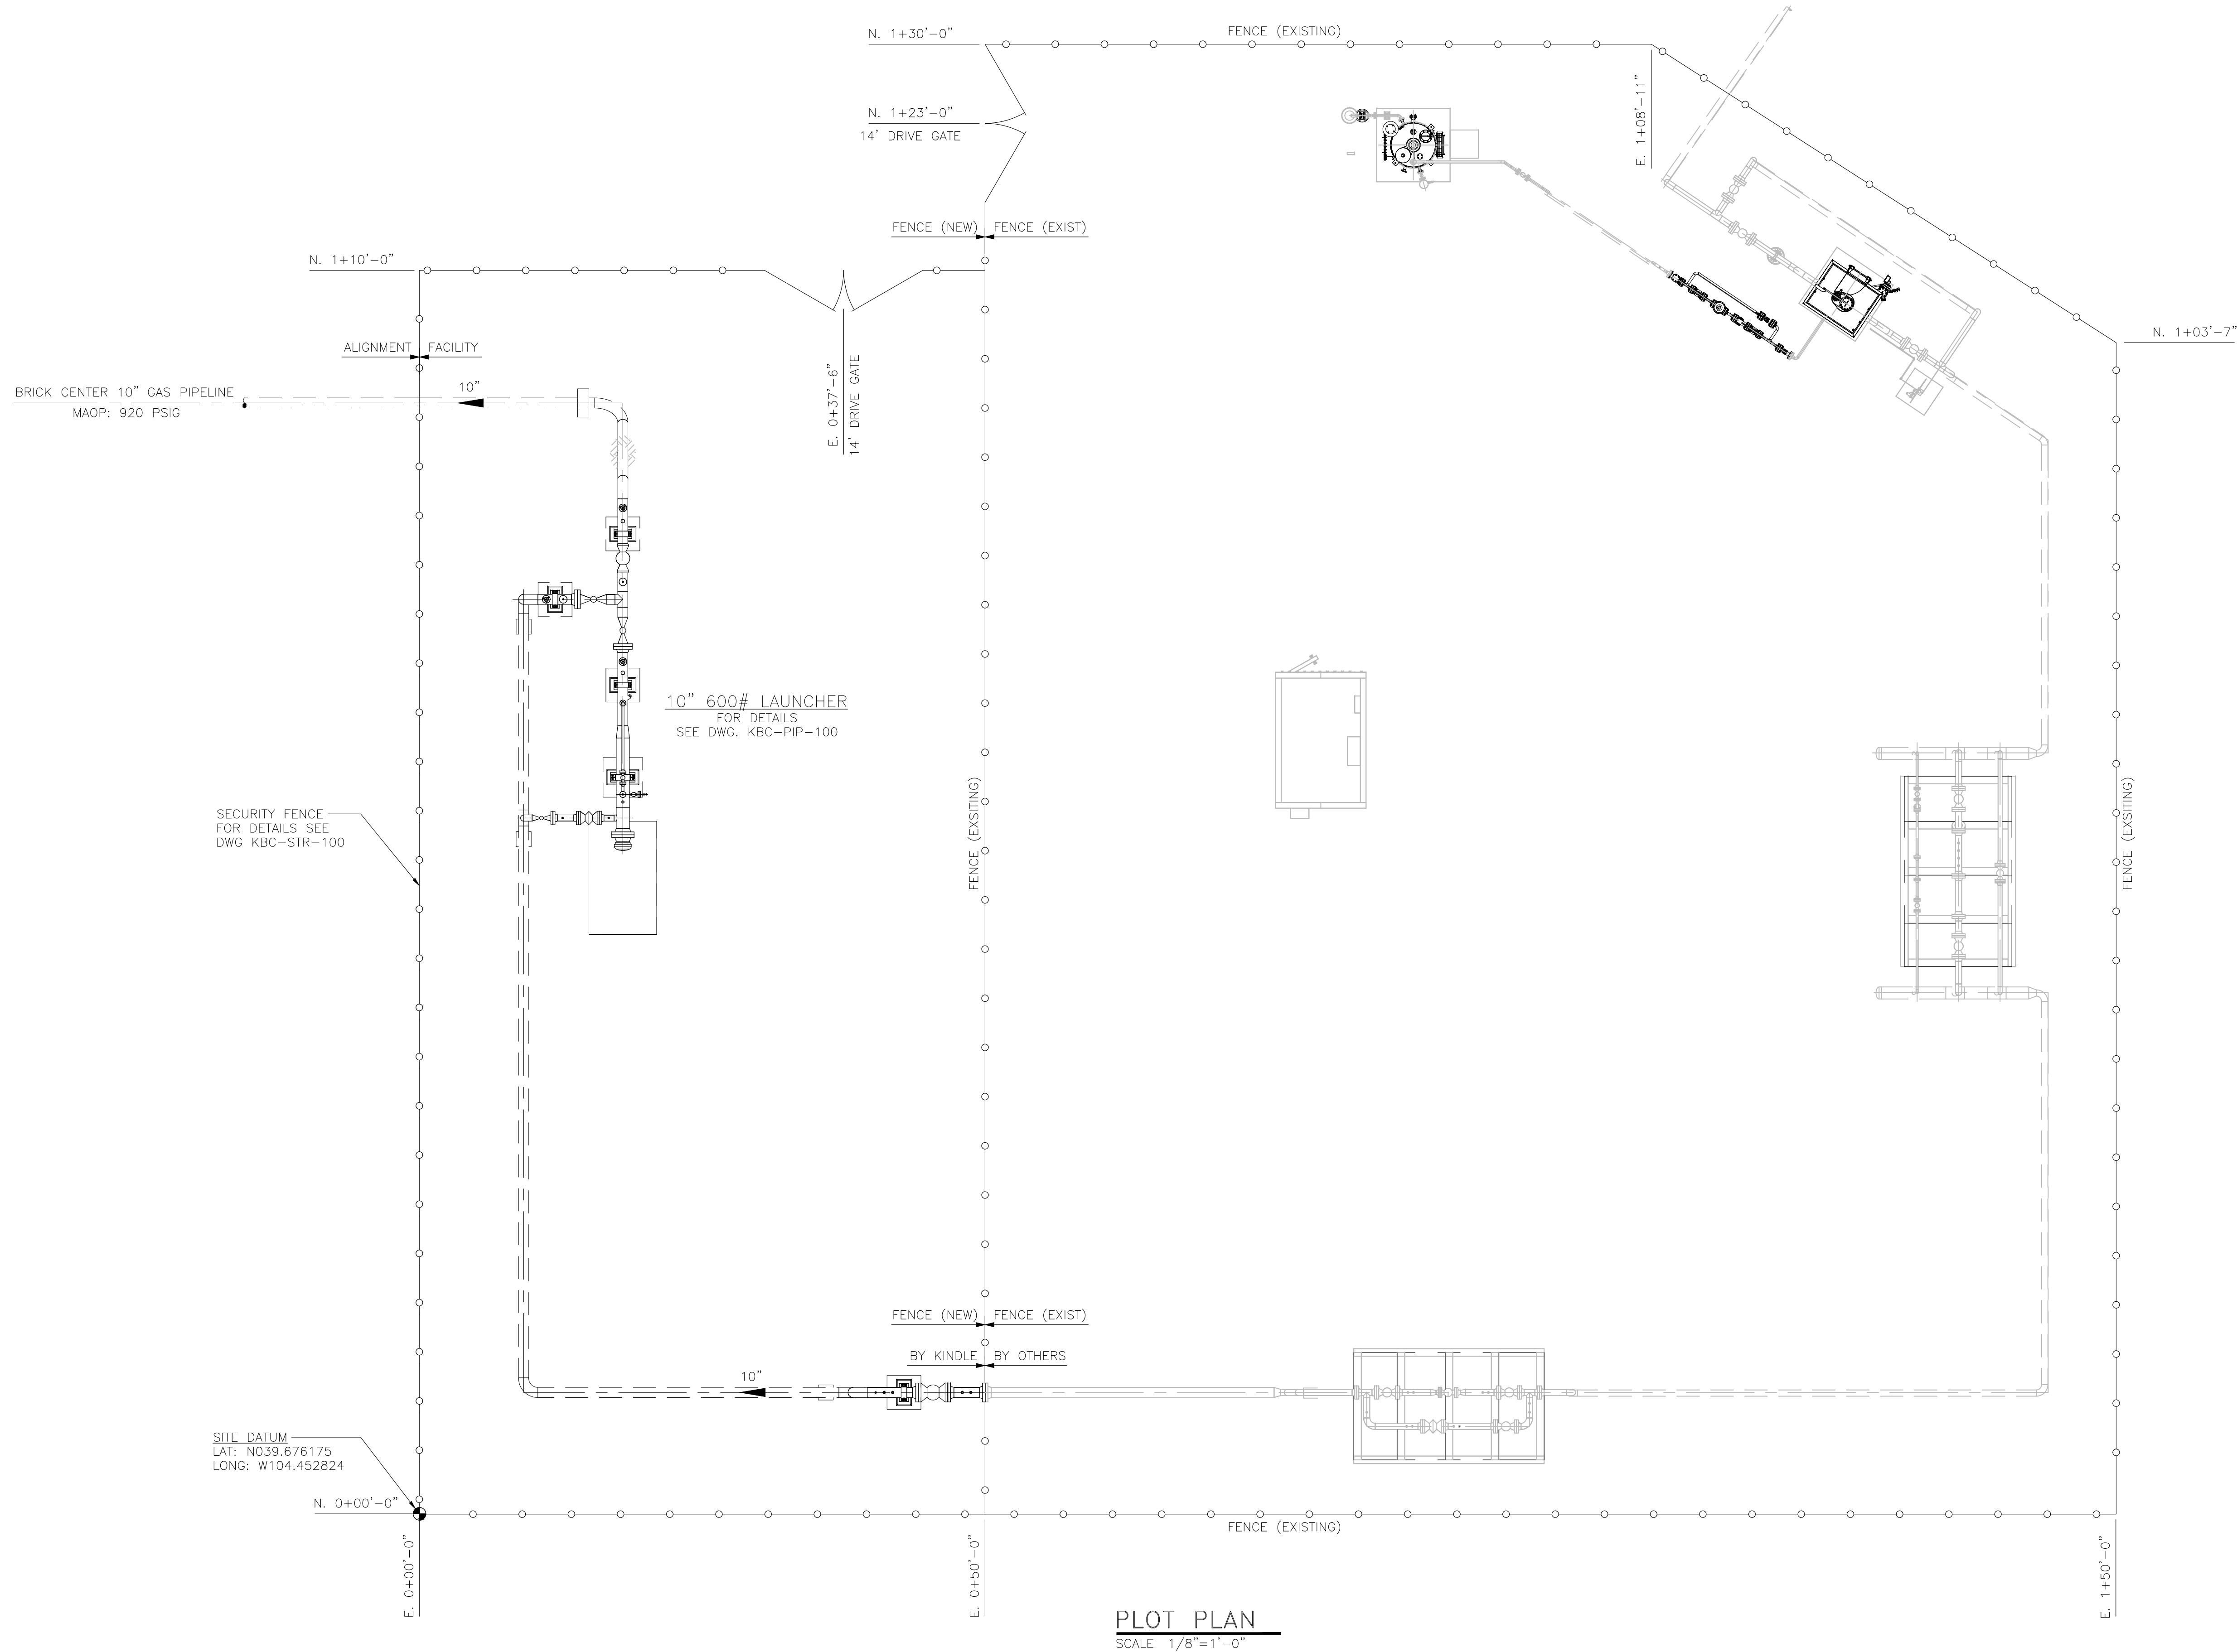 N. 1+30'-0"
FENCE (EXISTING)
E. 1+08'-11"
N. 1+23'-0"
14' DRIVE GATE
FENCE (NEW)
FENCE (EXIST)
N. 1+10'-0"
ALIGNMENT
FACILITY
E. 0+37'-6"
14' DRIVE GATE
N. 1+03'-7"
BRICK CENTER 10" GAS PIPELINE
MAOP: 920 PSIG
10"
10" 600# LAUNCHER
FOR DETAILS
SEE DWG. KBC-PIP-100
SECURITY FENCE
FOR DETAILS SEE
DWG KBC-STR-100
FENCE (EXSITING)
FENCE (EXSITING)
FENCE (NEW)
FENCE (EXIST)
BY KINDLE
BY OTHERS
10"
SITE DATUM
LAT: N039.676175
LONG: W104.452824
N. 0+00'-0"
FENCE (EXISTING)
E. 0+00'-0"
E. 0+50'-0"
E. 1+50'-0"
PLOT PLAN
SCALE 1/8"=1'-0"